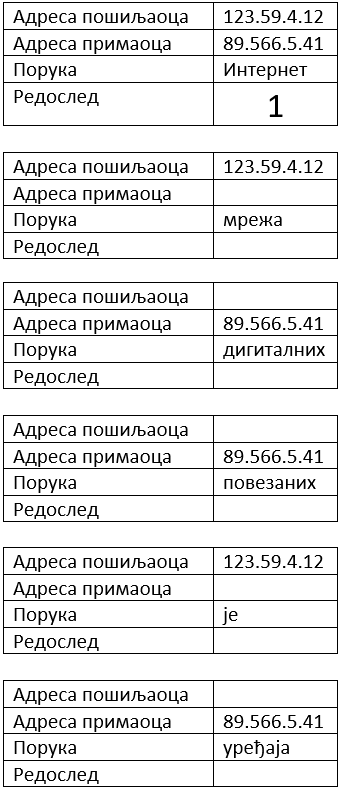 Адреса пошиљаоца 123.59.4.12
Адреса примаоца 89.566.5.41
Порука Интернет
Редослед 1
Адреса пошиљаоца 123.59.4.12
Адреса примаоца
Порука мрежа
Редослед
Адреса пошиљаоца
Адреса примаоца 89.566.5.41
Порука дигиталних
Редослед
Адреса пошиљаоца
Адреса примаоца 89.566.5.41
Порука повезаних
Редослед
Адреса пошиљаоца 123.59.4.12
Адреса примаоца
Порука је
Редослед
Адреса пошиљаоца
Адреса примаоца 89.566.5.41
Порука уређаја
Редослед